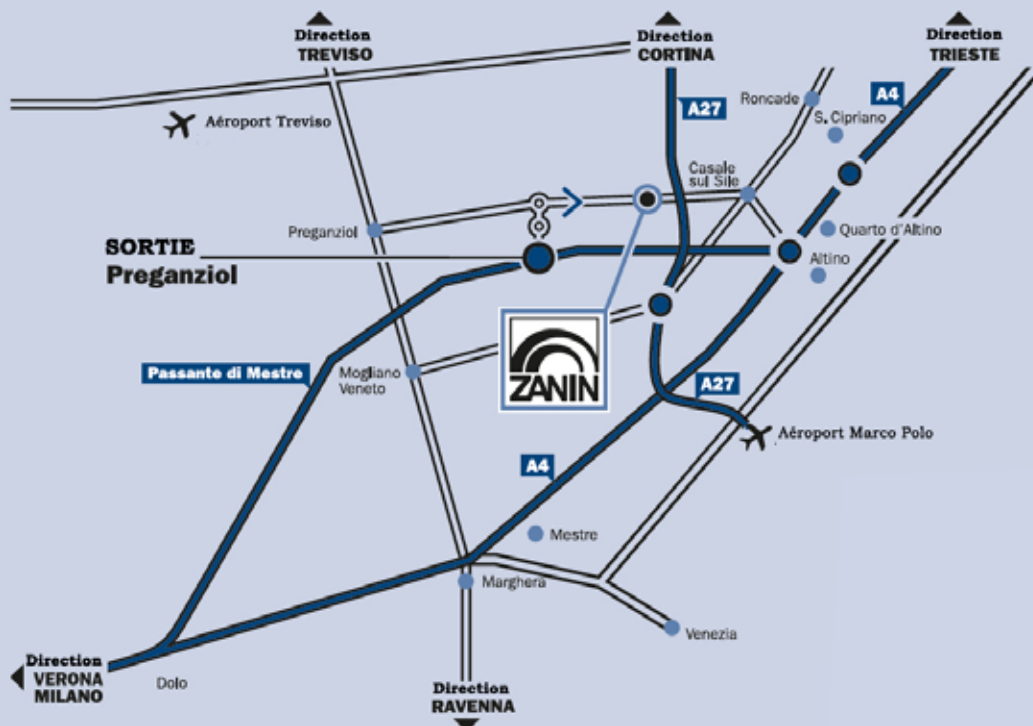 Direction
TREVISO
Direction
CORTINA
Direction
TRIESTE
A27
A4
Roncade
S. Cipriano
Aéroport Treviso
Casale
sul Sile
Preganziol
Quarto d'Altino
SORTIE
Preganziol
Altino
ZANIN
Passante di Mestre
Mogliano
Veneto
A27
Aéroport Marco Polo
A4
Mestre
Marghera
Venezia
Direction
VERONA
MILANO
Dolo
Direction
RAVENNA